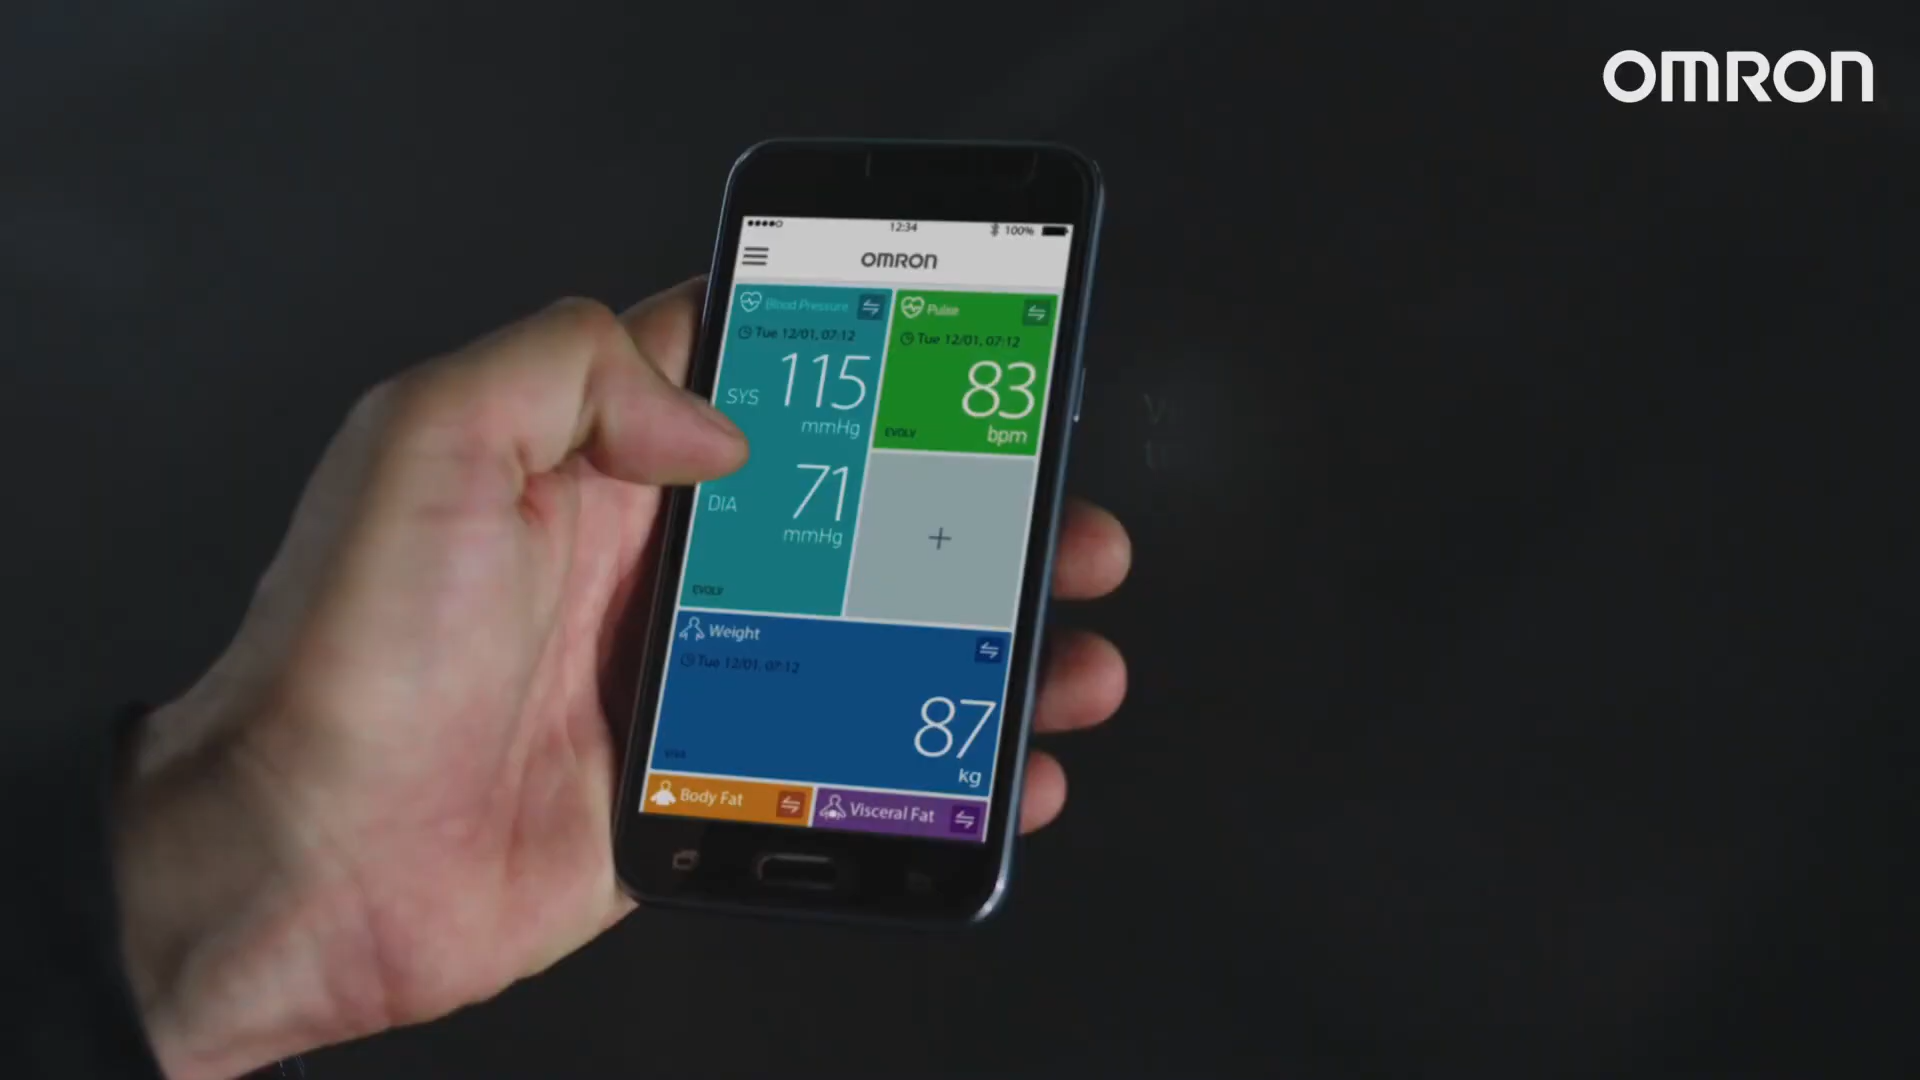 OMRON
12:34
100%
OMRON
Blood Pressure
Tue 12/01, 07:12
SYS 115
mmHg
DIA 71
mmHg
EVOLV
Pulse
Tue 12/01, 07:12
83
bpm
EVOLV
+
Weight
Tue 12/01, 07:12
87
kg
VIVA
Body Fat
Visceral Fat